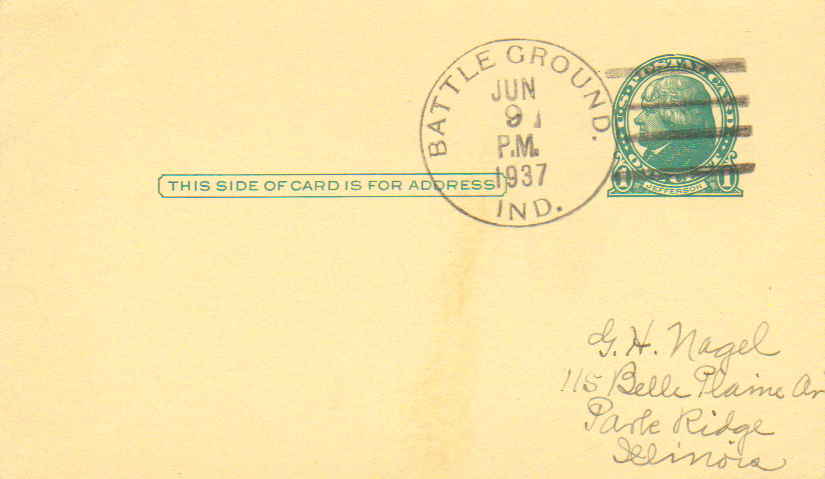 BATTLE GROUND.
JUN
9
P.M.
1937
IND.
U.S. POSTAL CARD
1 JEFFERSON 1
THIS SIDE OF CARD IS FOR ADDRESS
G. H. Nagel
115 Belle Plaine Av
Park Ridge
Illinois